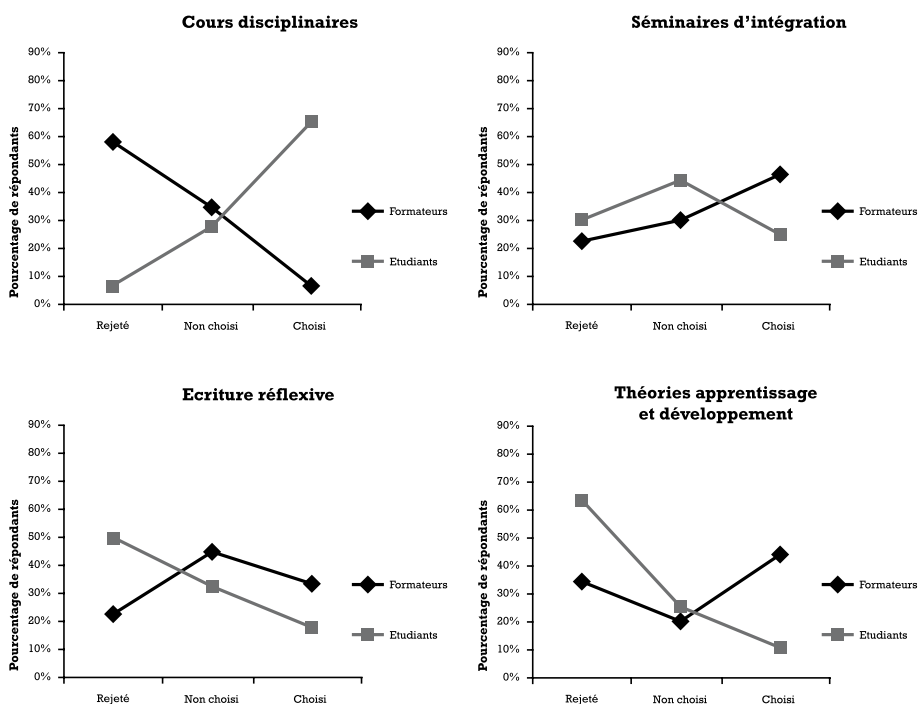 Cours disciplinaires
Pourcentage de répondants
90%
80%
70%
60%
50%
40%
30%
20%
10%
0%
Rejeté
Non choisi
Choisi
Formateurs
Etudiants
Séminaires d’intégration
Pourcentage de répondants
90%
80%
70%
60%
50%
40%
30%
20%
10%
0%
Rejeté
Non choisi
Choisi
Formateurs
Etudiants
Ecriture réflexive
Pourcentage de répondants
90%
80%
70%
60%
50%
40%
30%
20%
10%
0%
Rejeté
Non choisi
Choisi
Formateurs
Etudiants
Théories apprentissage
et développement
Pourcentage de répondants
90%
80%
70%
60%
50%
40%
30%
20%
10%
0%
Rejeté
Non choisi
Choisi
Formateurs
Etudiants